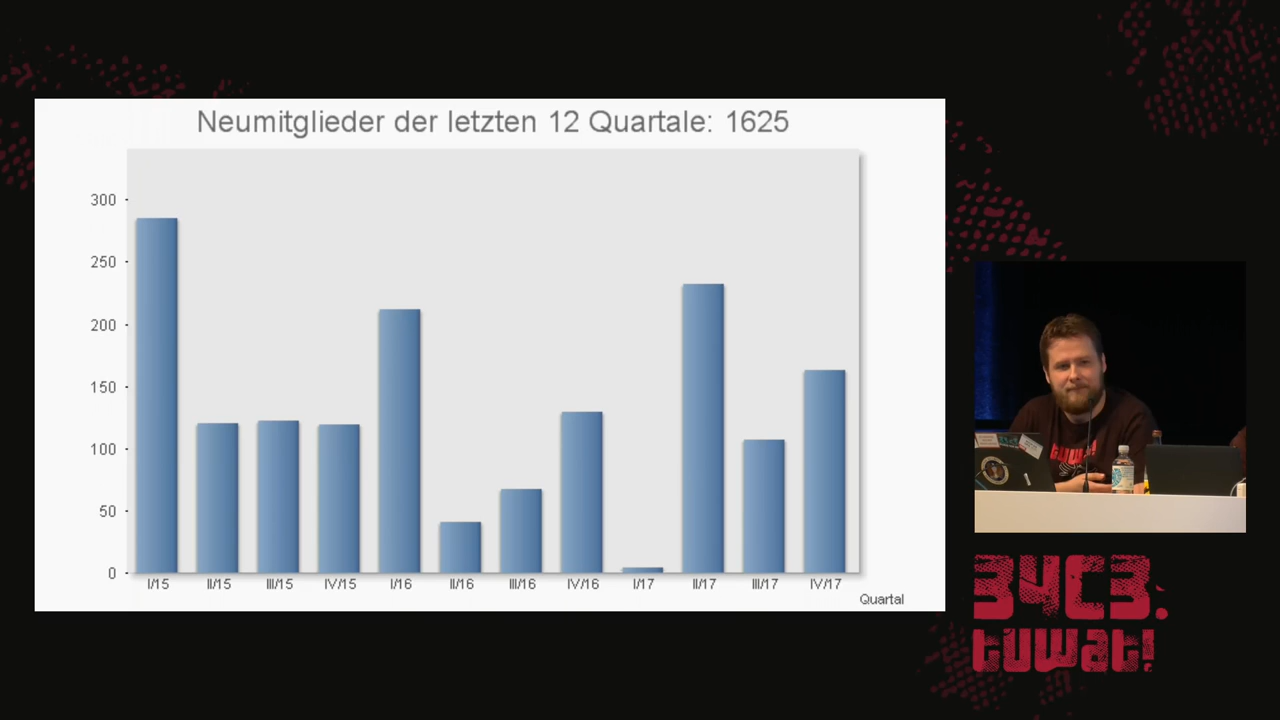 Neumitglieder der letzten 12 Quartale: 1625
300
250
200
150
100
50
0
I/15 II/15 III/15 IV/15 I/16 II/16 III/16 IV/16 I/17 II/17 III/17 IV/17
Quartal
tuwat!
34C3.
tuwat!